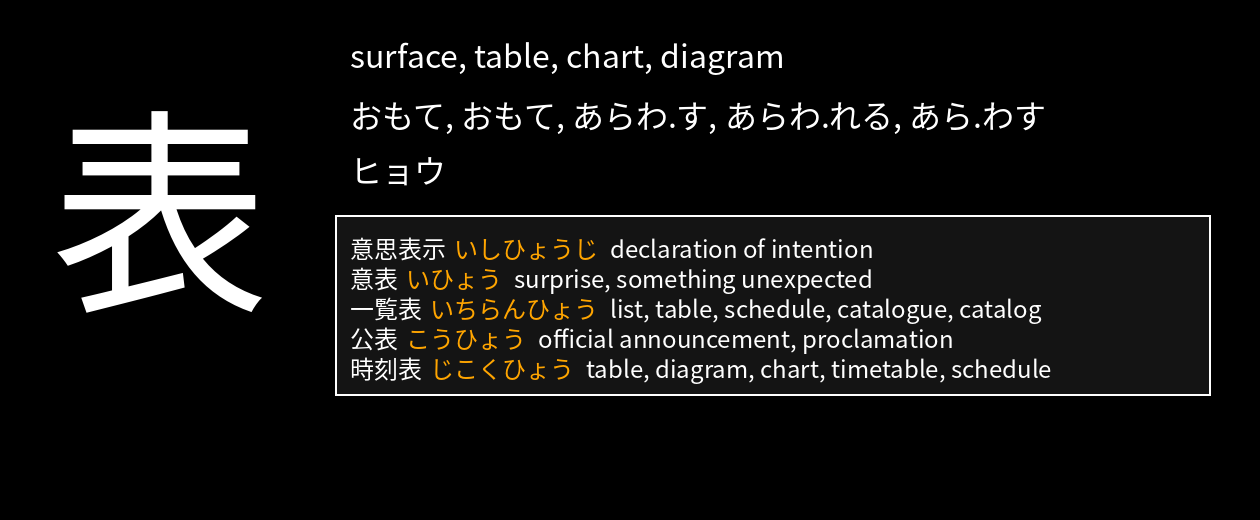 表
surface, table, chart, diagram
おもて, おもて, あらわ.す, あらわ.れる, あら.わす
ヒョウ
意思表示 いしひょうじ declaration of intention
意表 いひょう surprise, something unexpected
一覧表 いちらんひょう list, table, schedule, catalogue, catalog
公表 こうひょう official announcement, proclamation
時刻表 じこくひょう table, diagram, chart, timetable, schedule